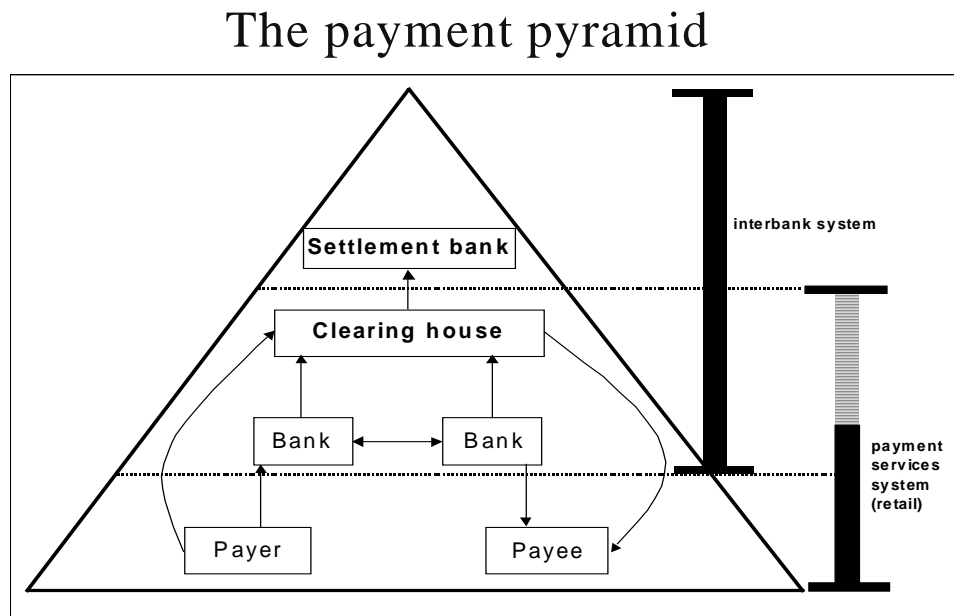 The payment pyramid
interbank system
Settlement bank
Clearing house
Bank
Bank
payment
services
system
(retail)
Payer
Payee